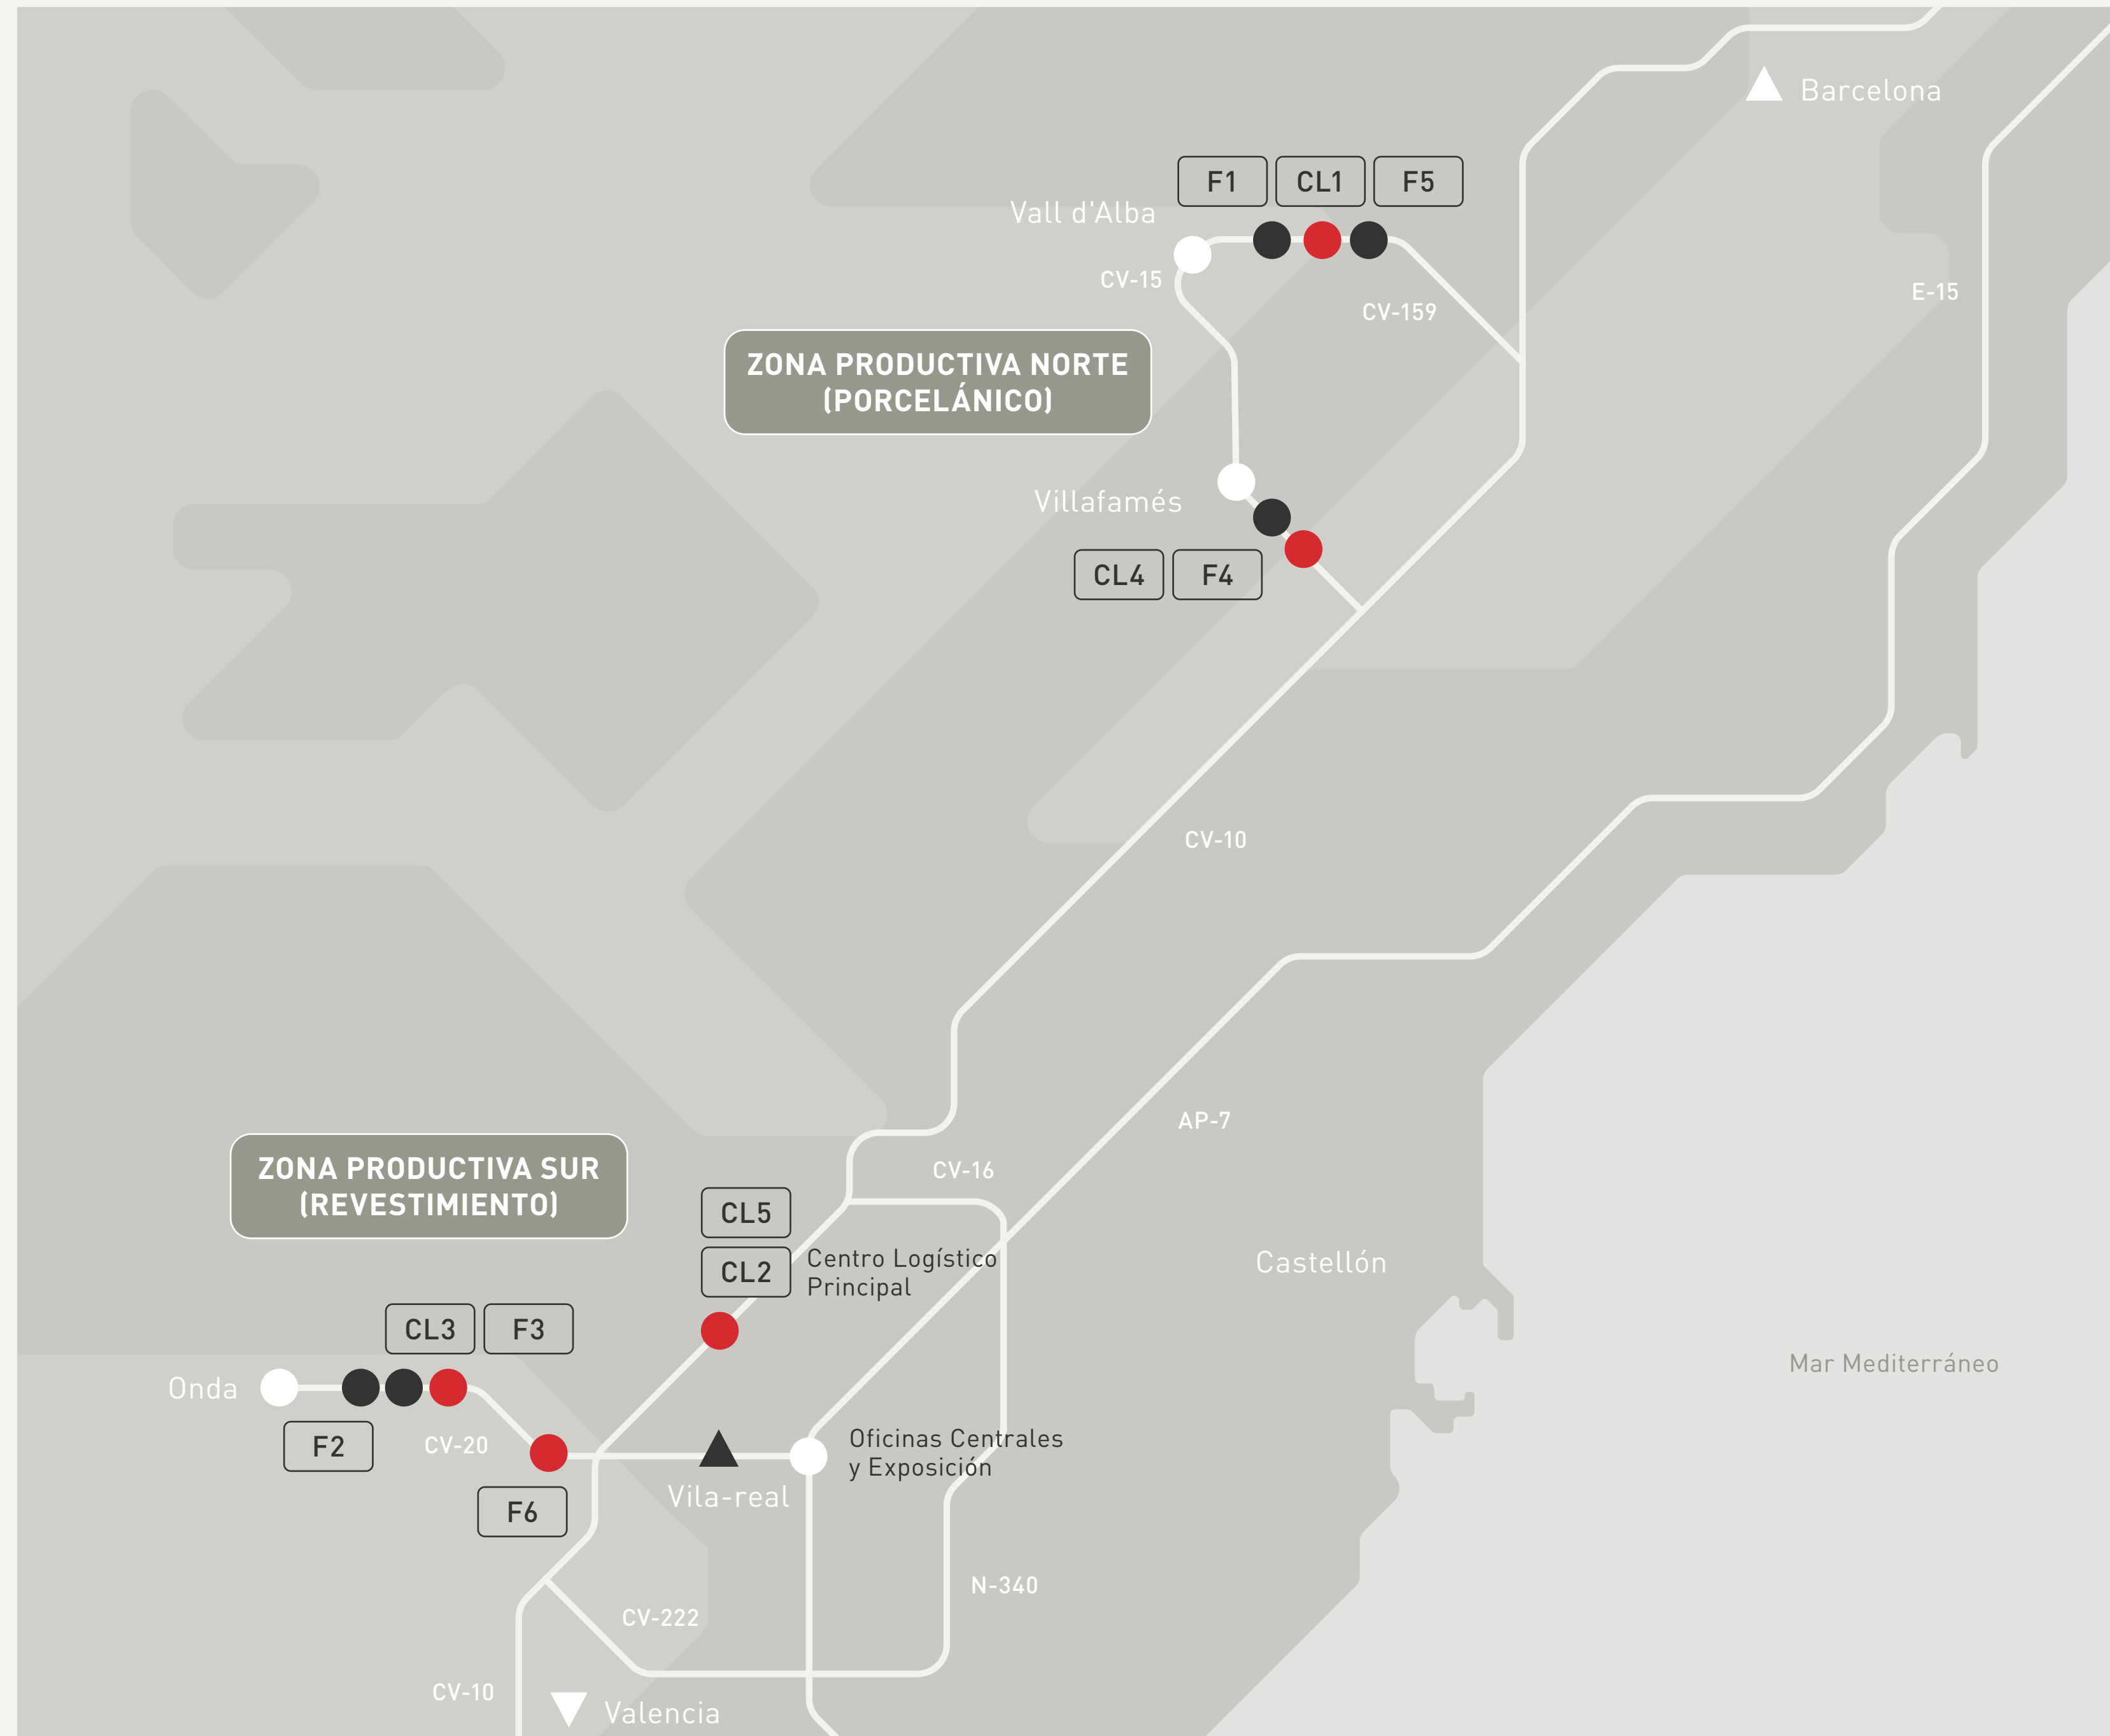 Barcelona
F1 CL1 F5
Vall d'Alba
CV-15
E-15
CV-159
ZONA PRODUCTIVA NORTE
(PORCELÁNICO)
Villafamés
CL4 F4
CV-10
AP-7
ZONA PRODUCTIVA SUR
(REVESTIMIENTO)
CV-16
CL5
CL2
Centro Logístico
Principal
Castellón
CL3 F3
Mar Mediterráneo
Onda
F2
CV-20
Oficinas Centrales
y Exposición
Vila-real
F6
N-340
CV-222
CV-10
Valencia